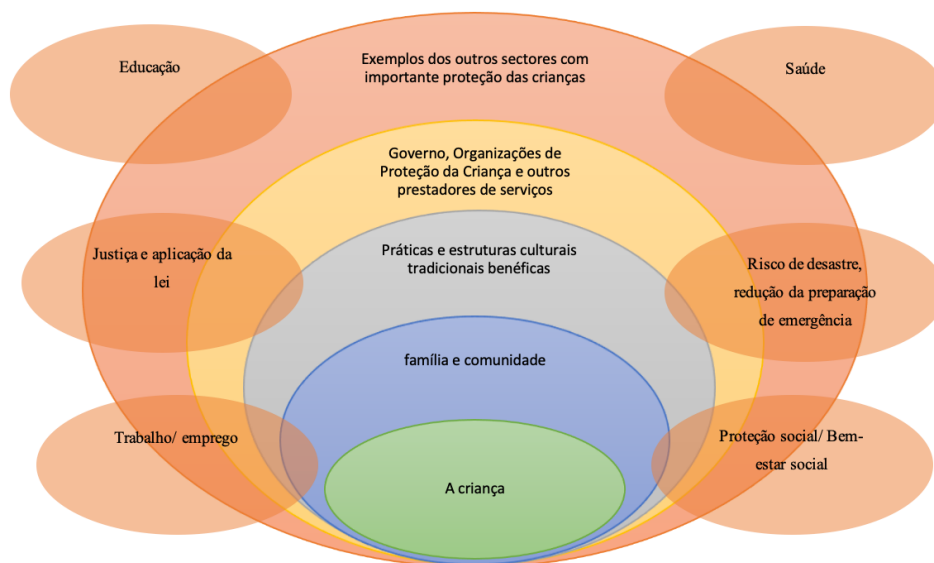 Educação
Exemplos dos outros sectores com
importante proteção das crianças
Saúde
Governo, Organizações de
Proteção da Criança e outros
prestadores de serviços
Justiça e aplicação da
lei
Práticas e estruturas culturais
tradicionais benéficas
Risco de desastre,
redução da preparação
de emergência
família e comunidade
Trabalho/ emprego
Proteção social/ Bem-
estar social
A criança